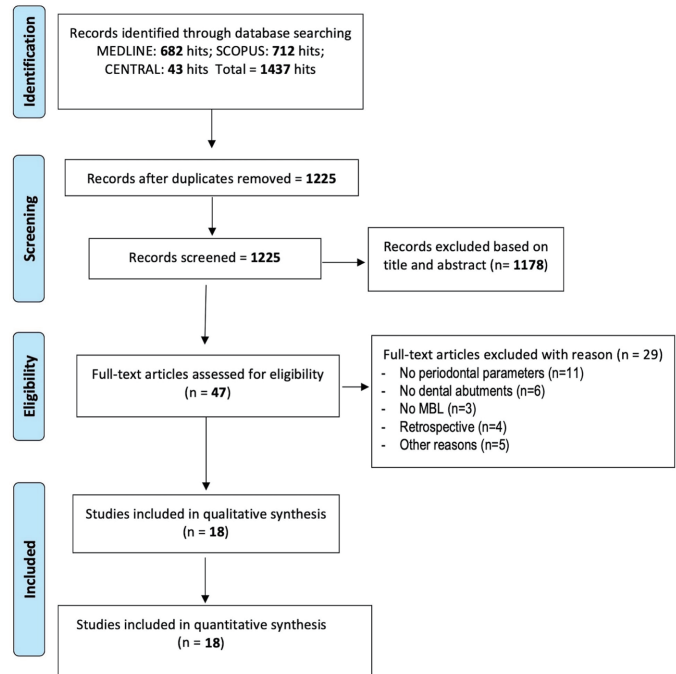 Identification
Records identified through database searching
MEDLINE: 682 hits; SCOPUS: 712 hits;
CENTRAL: 43 hits Total = 1437 hits
Screening
Records after duplicates removed = 1225
Records screened = 1225
Records excluded based on
title and abstract (n= 1178)
Eligibility
Full-text articles assessed for eligibility
(n = 47)
Full-text articles excluded with reason (n = 29)
- No periodontal parameters (n=11)
- No dental abutments (n=6)
- No MBL (n=3)
- Retrospective (n=4)
- Other reasons (n=5)
Included
Studies included in qualitative synthesis
(n = 18)
Studies included in quantitative synthesis
(n = 18)